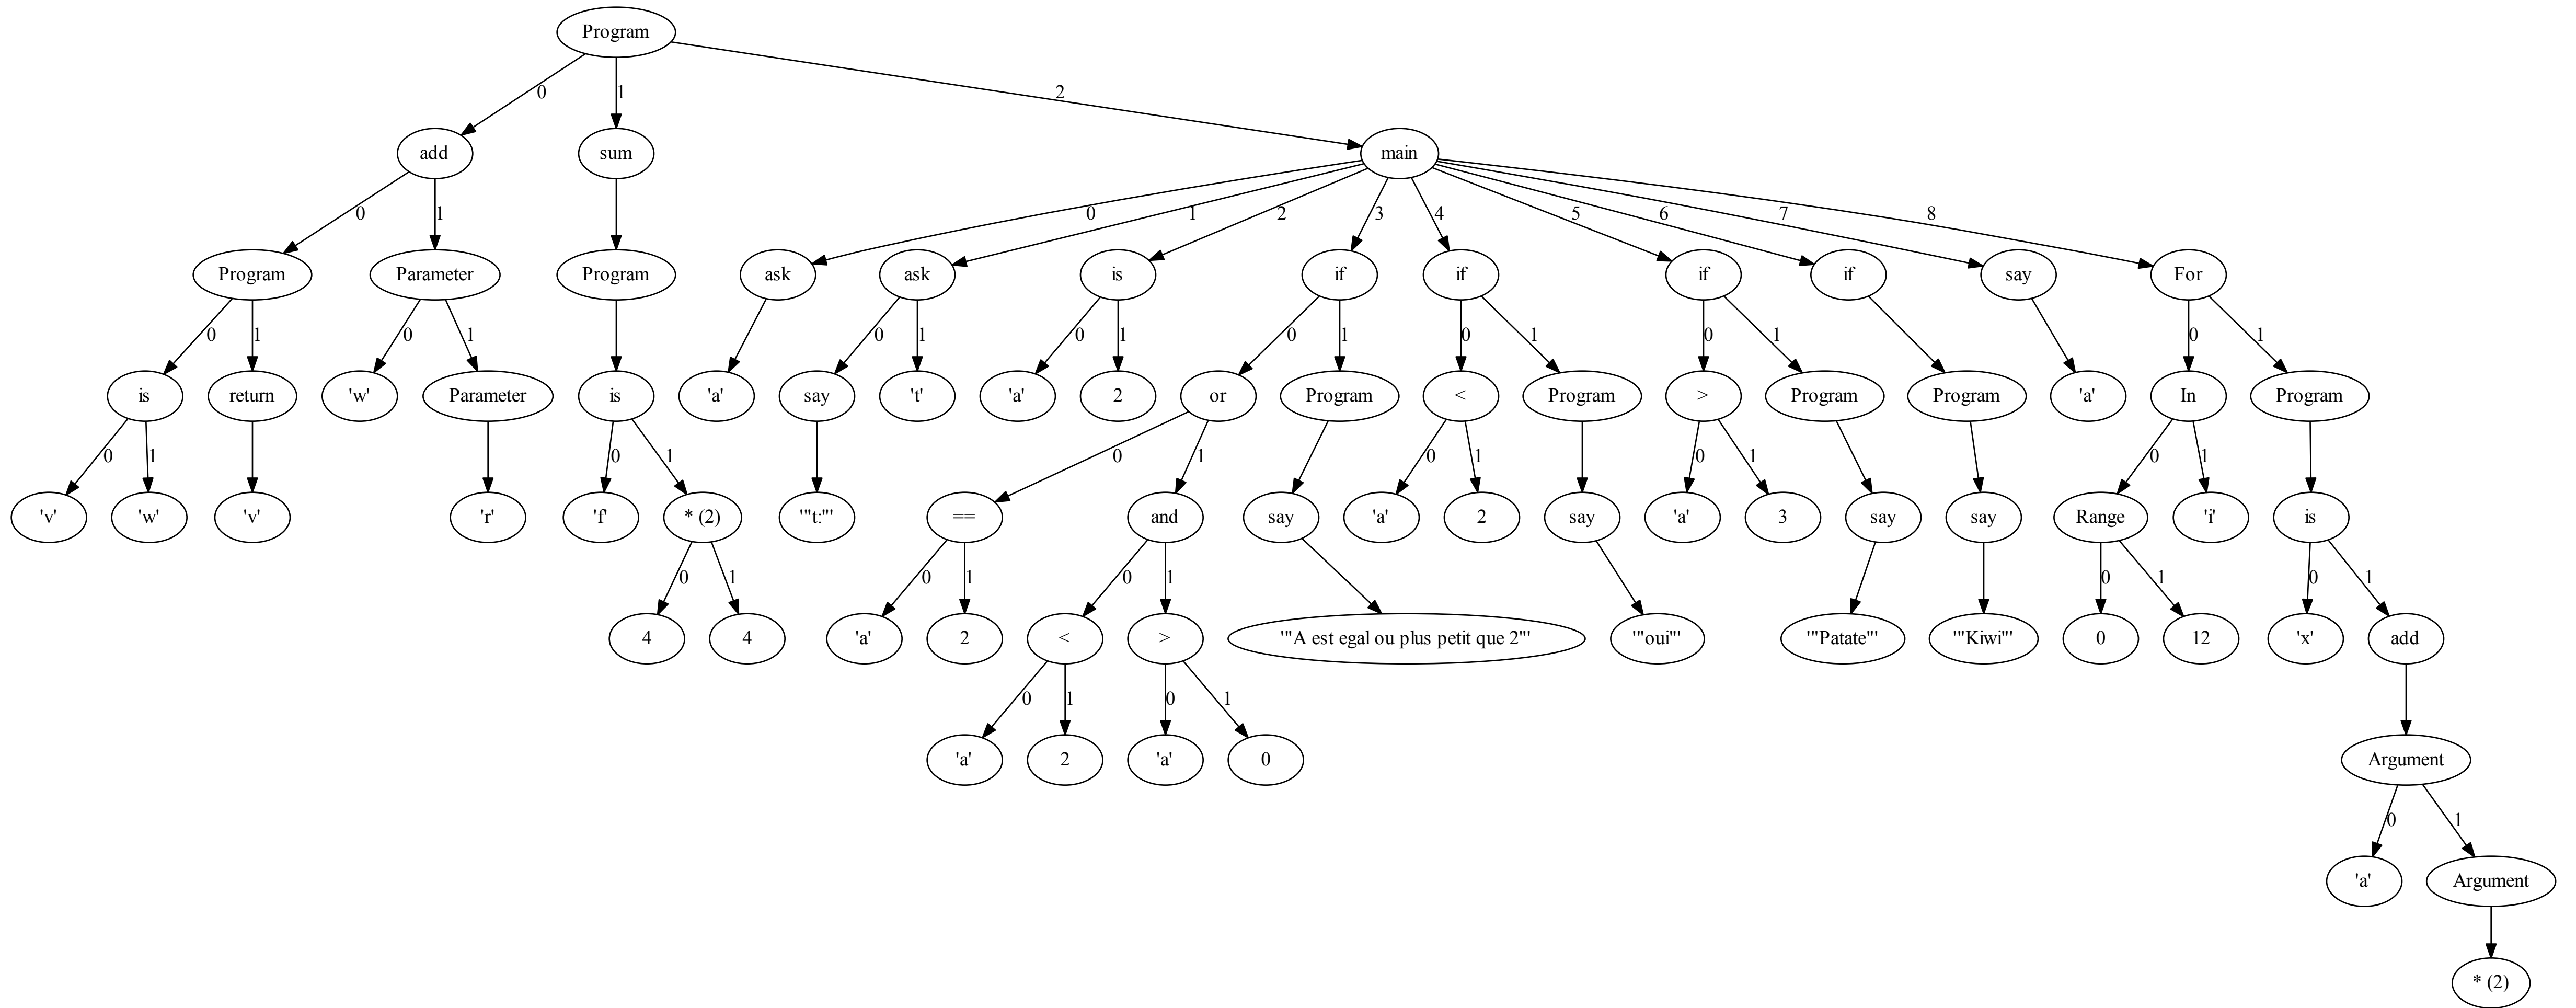 Program
0 1 2
add sum main
0 1 0 1 2 3 4 5 6 7 8
Program Parameter Program ask ask is if if if if say For
0 1 0 1 0 1 0 1 0 1 0 1 0 1 0 1
is return 'w' Parameter is 'a' say 't' 'a' 2 or Program < Program > Program Program 'a' In Program
0 1 0 1 0 1 0 1 0 1 0 1
'v' 'w' 'v' 'r' 'f' * (2) '"t:"' == and say 'a' 2 say 'a' 3 say say Range 'i' is
0 1 0 1 0 1 0 1 0 1
4 4 'a' 2 < > '"A est egal ou plus petit que 2"' '"oui"' '"Patate"' '"Kiwi"' 0 12 'x' add
0 1 0 1
'a' 2 'a' 0 Argument
0 1
'a' Argument
* (2)